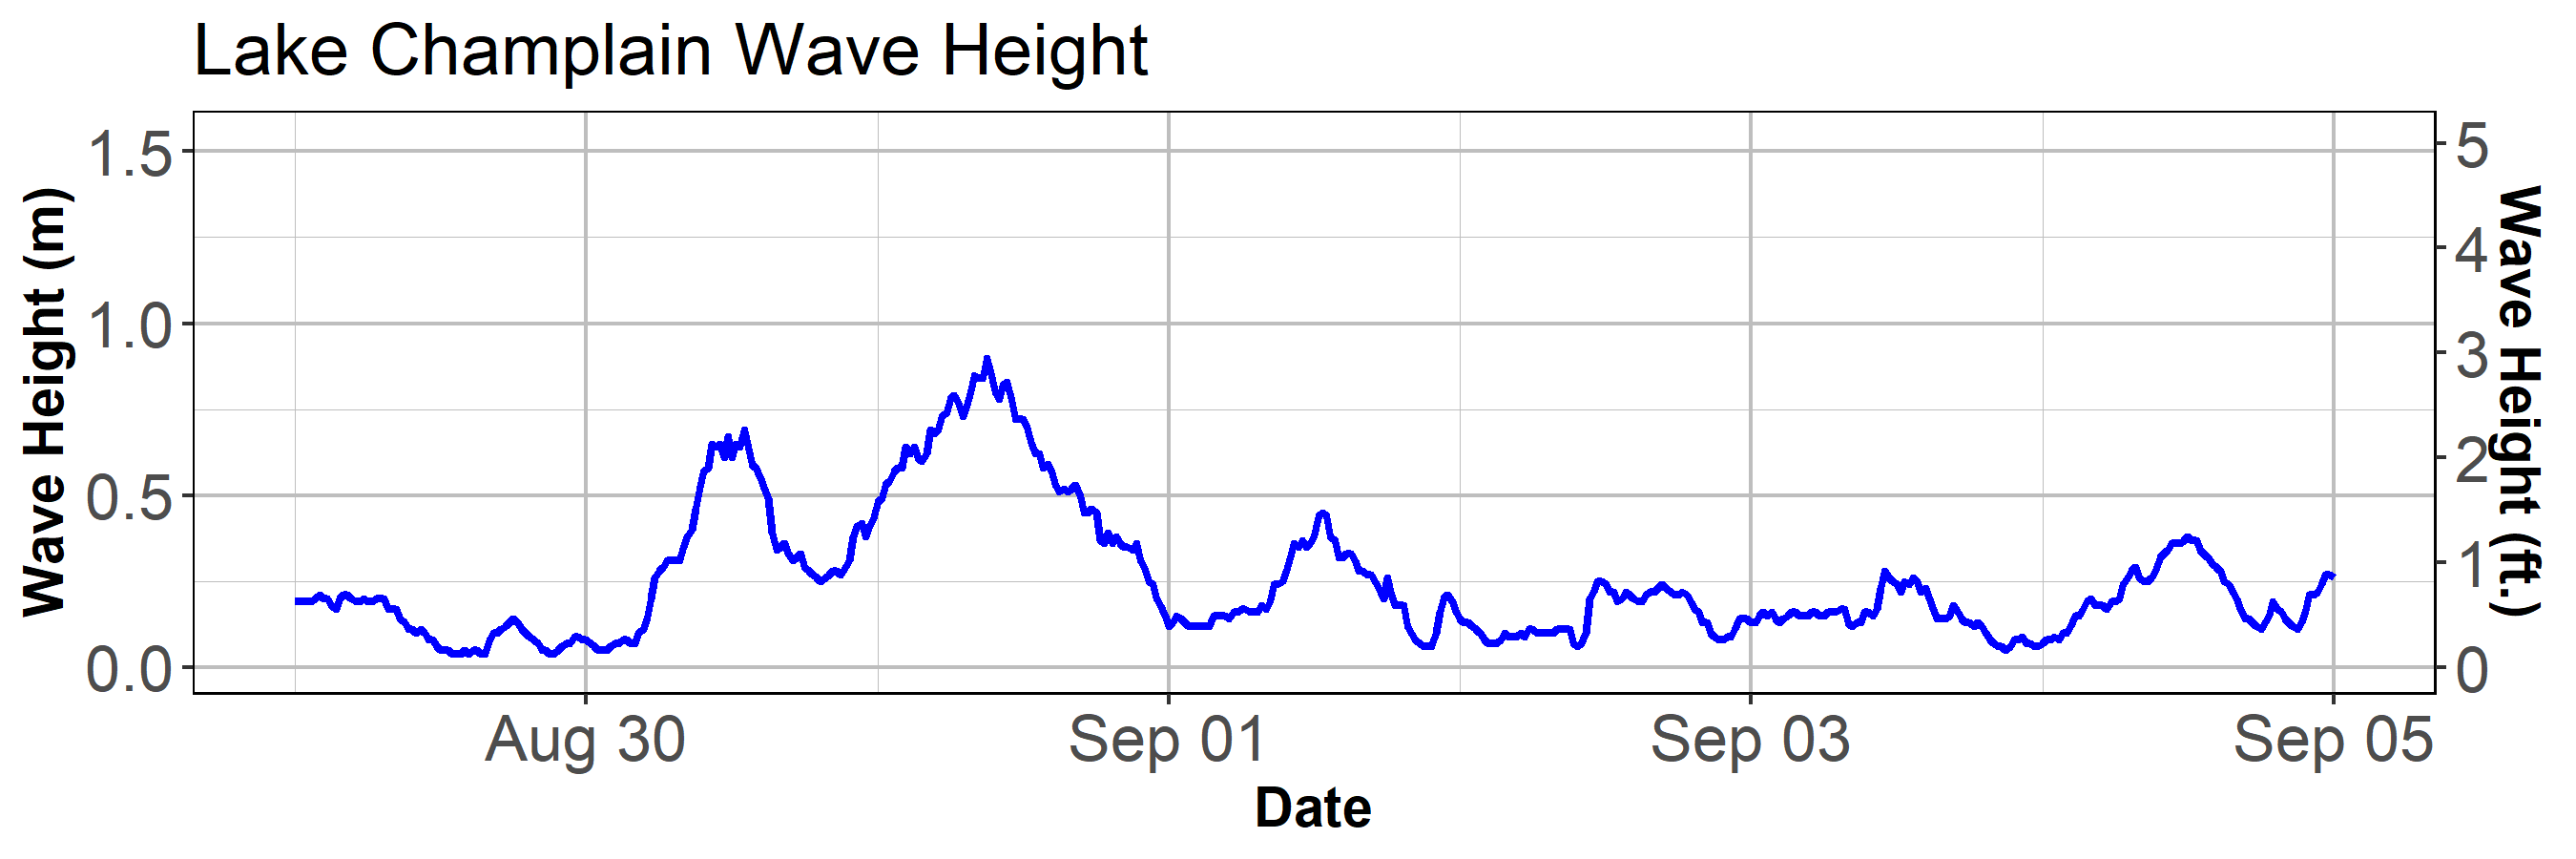 Lake Champlain Wave Height
Wave Height (m)
1.5
1.0
0.5
0.0
5
4
3
2
1
0
Wave Height (ft.)
Aug 30 Sep 01 Sep 03 Sep 05
Date